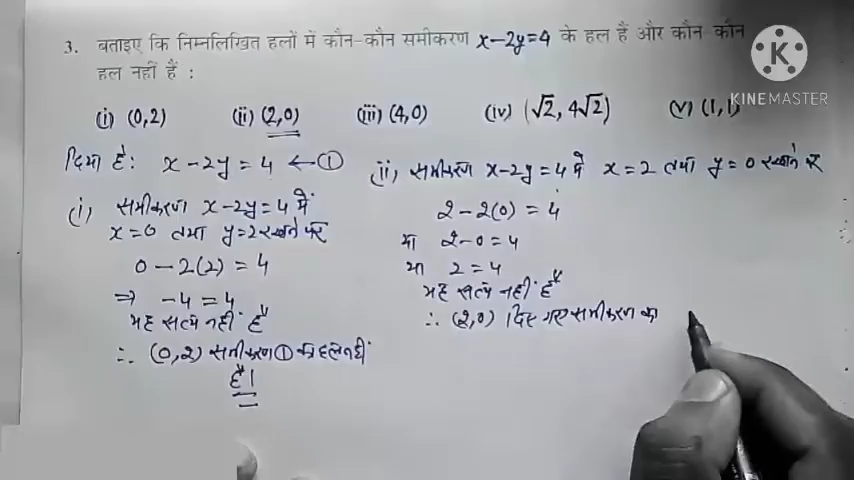 3. बताइए कि निम्नलिखित हलों में कौन-कौन समीकरण x-2y=4 के हल हैं और कौन-कौन
हल नहीं हैं :
(i) (0,2) (ii) (2,0) (iii) (4,0) (iv) (√2, 4√2) (v) (1,1)
दिया है: x-2y=4 ←①
(i) समीकरण x-2y=4 में
x=0 तथा y=2 रखने पर
0-2(2)=4
⇒ -4=4
यह सत्य नहीं है
∴ (0,2) समीकरण ① का हल नहीं
है।
(ii) समीकरण x-2y=4 में x=2 तथा y=0 रखने पर
2-2(0)=4
या 2-0=4
या 2=4
यह सत्य नहीं है
∴ (2,0) दिए गए समीकरण का
KINEMASTER